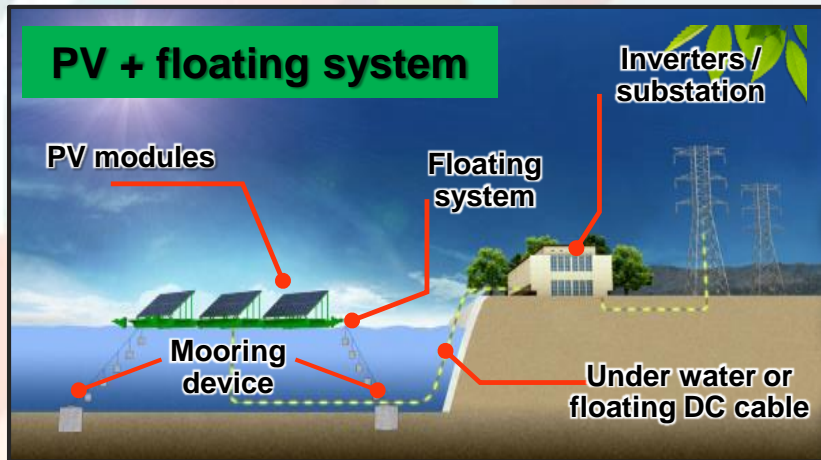 PV + floating system
Inverters /
substation
PV modules
Floating
system
Mooring
device
Under water or
floating DC cable